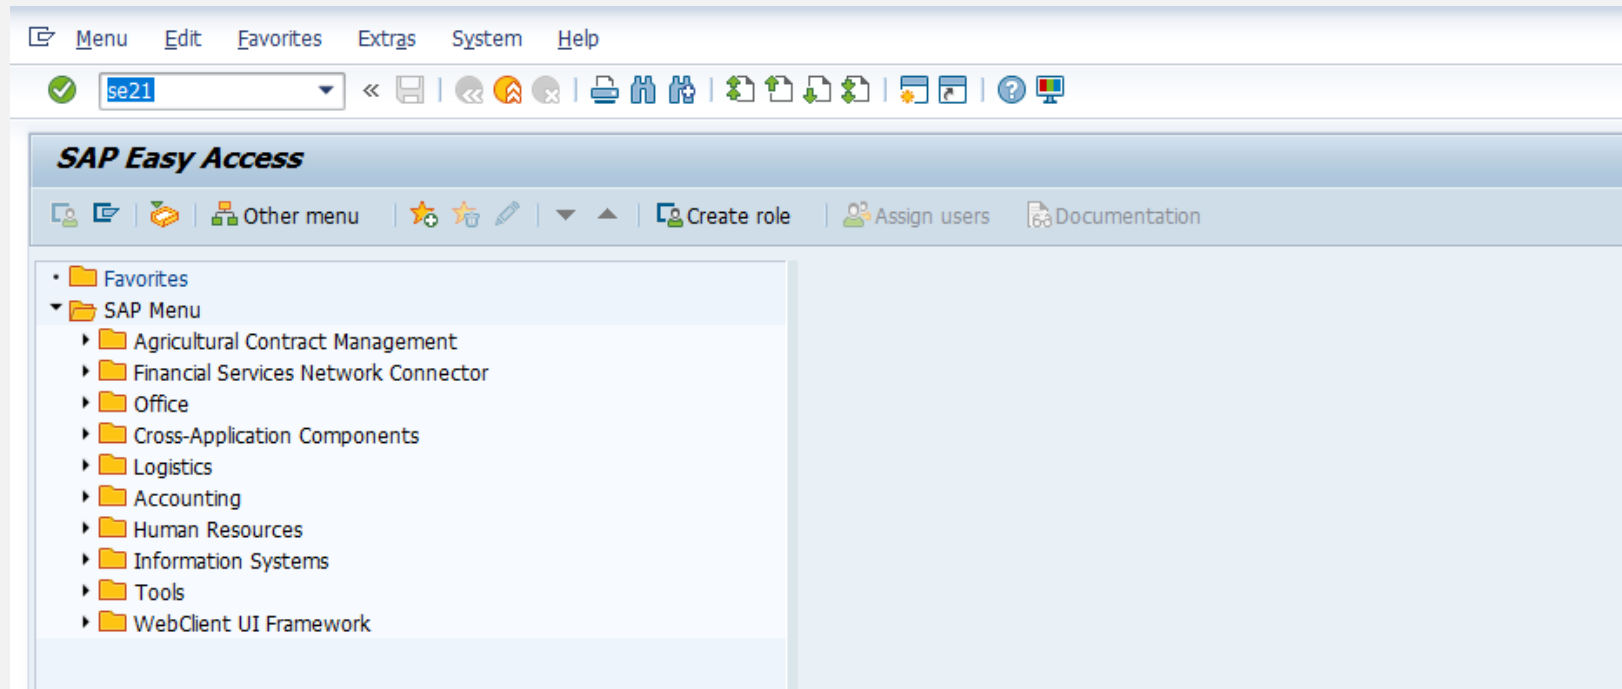 Menu Edit Favorites Extras System Help
se21
SAP Easy Access
Other menu Create role Assign users Documentation
Favorites
SAP Menu
Agricultural Contract Management
Financial Services Network Connector
Office
Cross-Application Components
Logistics
Accounting
Human Resources
Information Systems
Tools
WebClient UI Framework